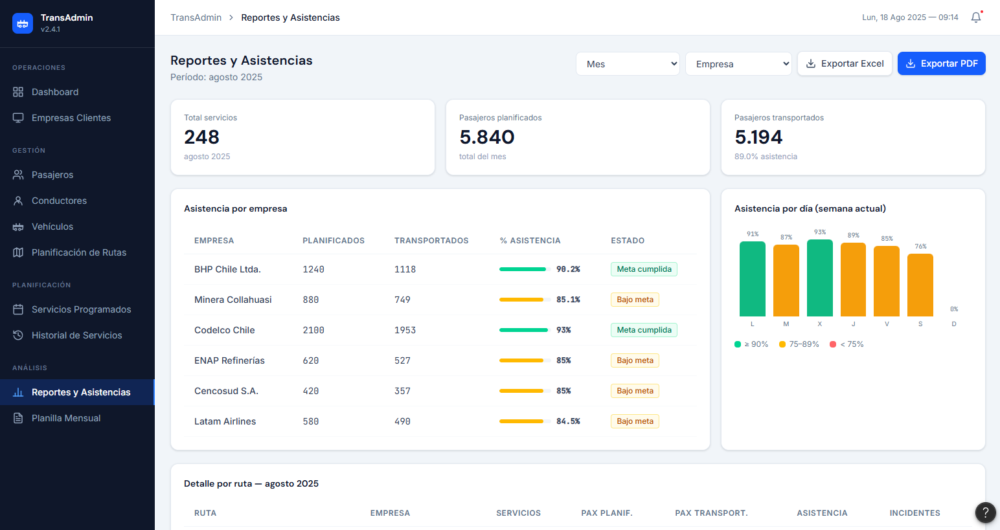 TransAdmin
v2.4.1
OPERACIONES
Dashboard
Empresas Clientes
GESTIÓN
Pasajeros
Conductores
Vehículos
Planificación de Rutas
PLANIFICACIÓN
Servicios Programados
Historial de Servicios
ANÁLISIS
Reportes y Asistencias
Planilla Mensual
TransAdmin > Reportes y Asistencias
Lun, 18 Ago 2025 — 09:14
Reportes y Asistencias
Período: agosto 2025
Mes
Empresa
Exportar Excel
Exportar PDF
Total servicios
248
agosto 2025
Pasajeros planificados
5.840
total del mes
Pasajeros transportados
5.194
89.0% asistencia
Asistencia por empresa
EMPRESA PLANIFICADOS TRANSPORTADOS % ASISTENCIA ESTADO
BHP Chile Ltda. 1240 1118 90.2% Meta cumplida
Minera Collahuasi 880 749 85.1% Bajo meta
Codelco Chile 2100 1953 93% Meta cumplida
ENAP Refinerías 620 527 85% Bajo meta
Cencosud S.A. 420 357 85% Bajo meta
Latam Airlines 580 490 84.5% Bajo meta
Asistencia por día (semana actual)
91% 87% 93% 89% 85% 76% 0%
L M X J V S D
≥ 90% 75–89% < 75%
Detalle por ruta — agosto 2025
RUTA EMPRESA SERVICIOS PAX PLANIF. PAX TRANSPORT. ASISTENCIA INCIDENTES
?